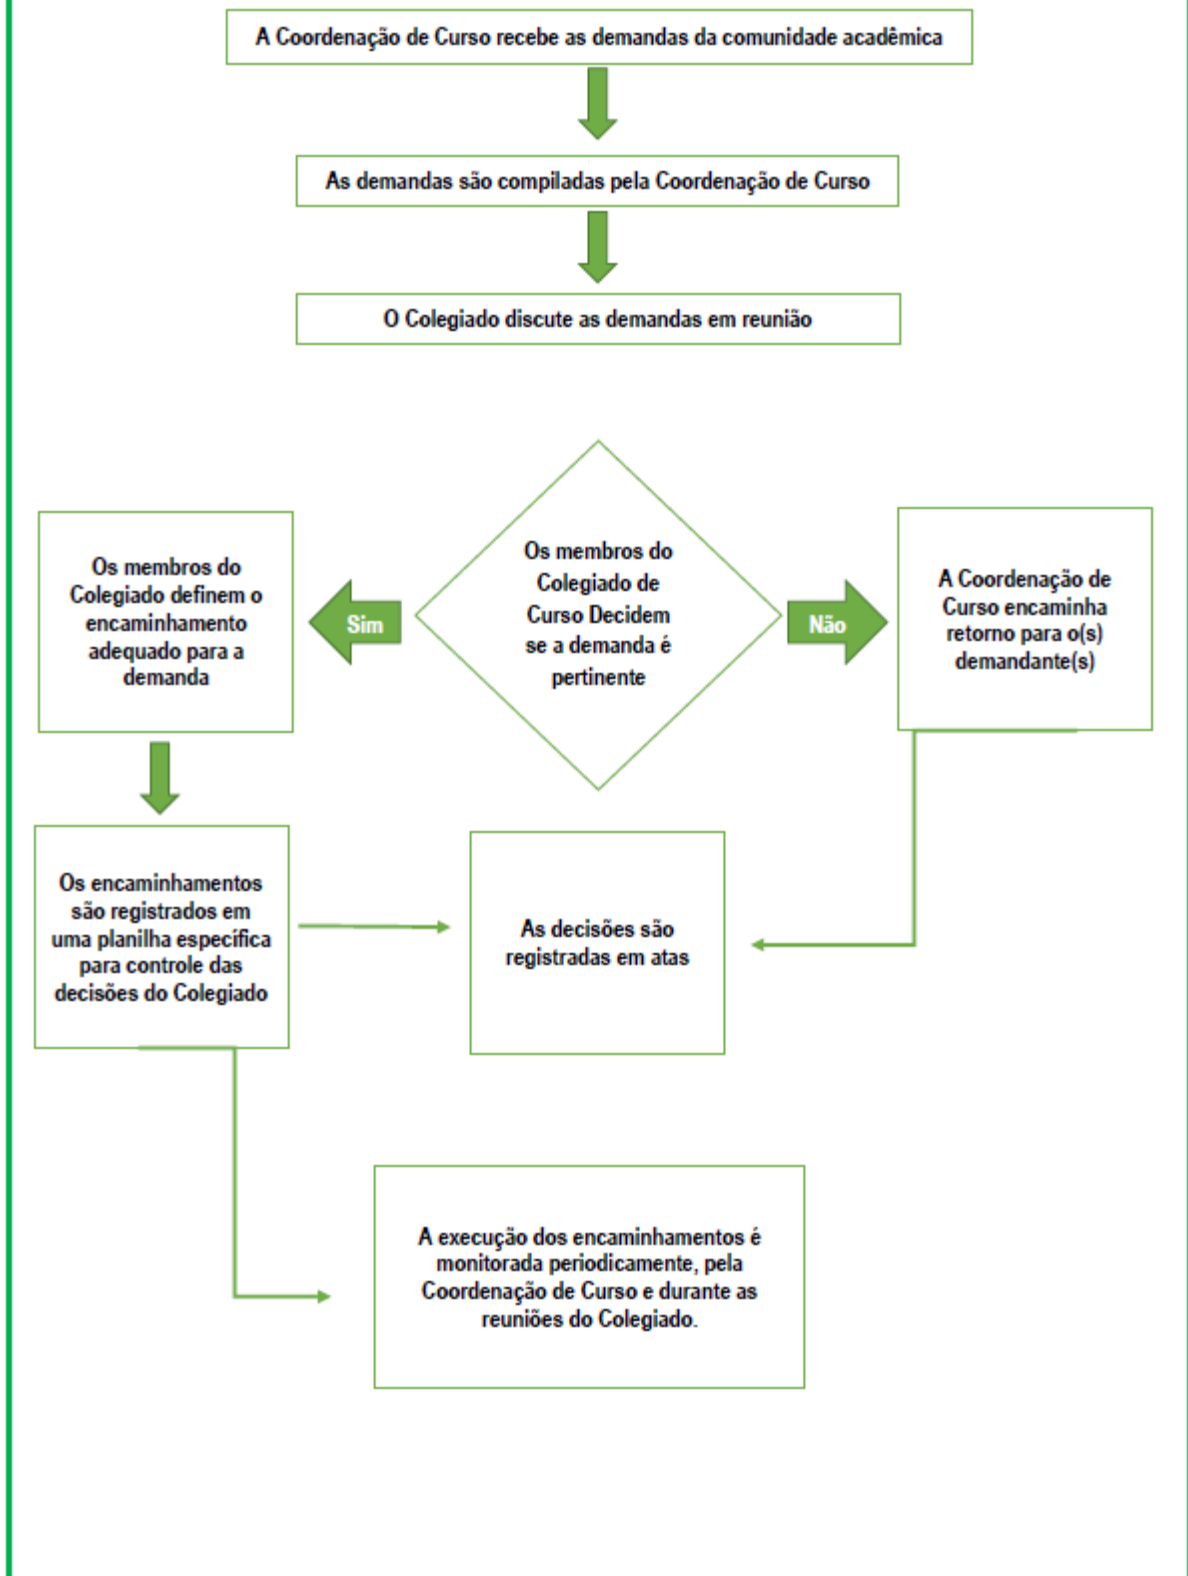 A Coordenação de Curso recebe as demandas da comunidade acadêmica
As demandas são compiladas pela Coordenação de Curso
O Colegiado discute as demandas em reunião
Os membros do
Colegiado de
Curso Decidem
se a demanda é
pertinente
Sim
Não
Os membros do
Colegiado definem o
encaminhamento
adequado para a
demanda
A Coordenação de
Curso encaminha
retorno para o(s)
demandante(s)
Os encaminhamentos
são registrados em
uma planilha específica
para controle das
decisões do Colegiado
As decisões são
registradas em atas
A execução dos encaminhamentos é
monitorada periodicamente, pela
Coordenação de Curso e durante as
reuniões do Colegiado.